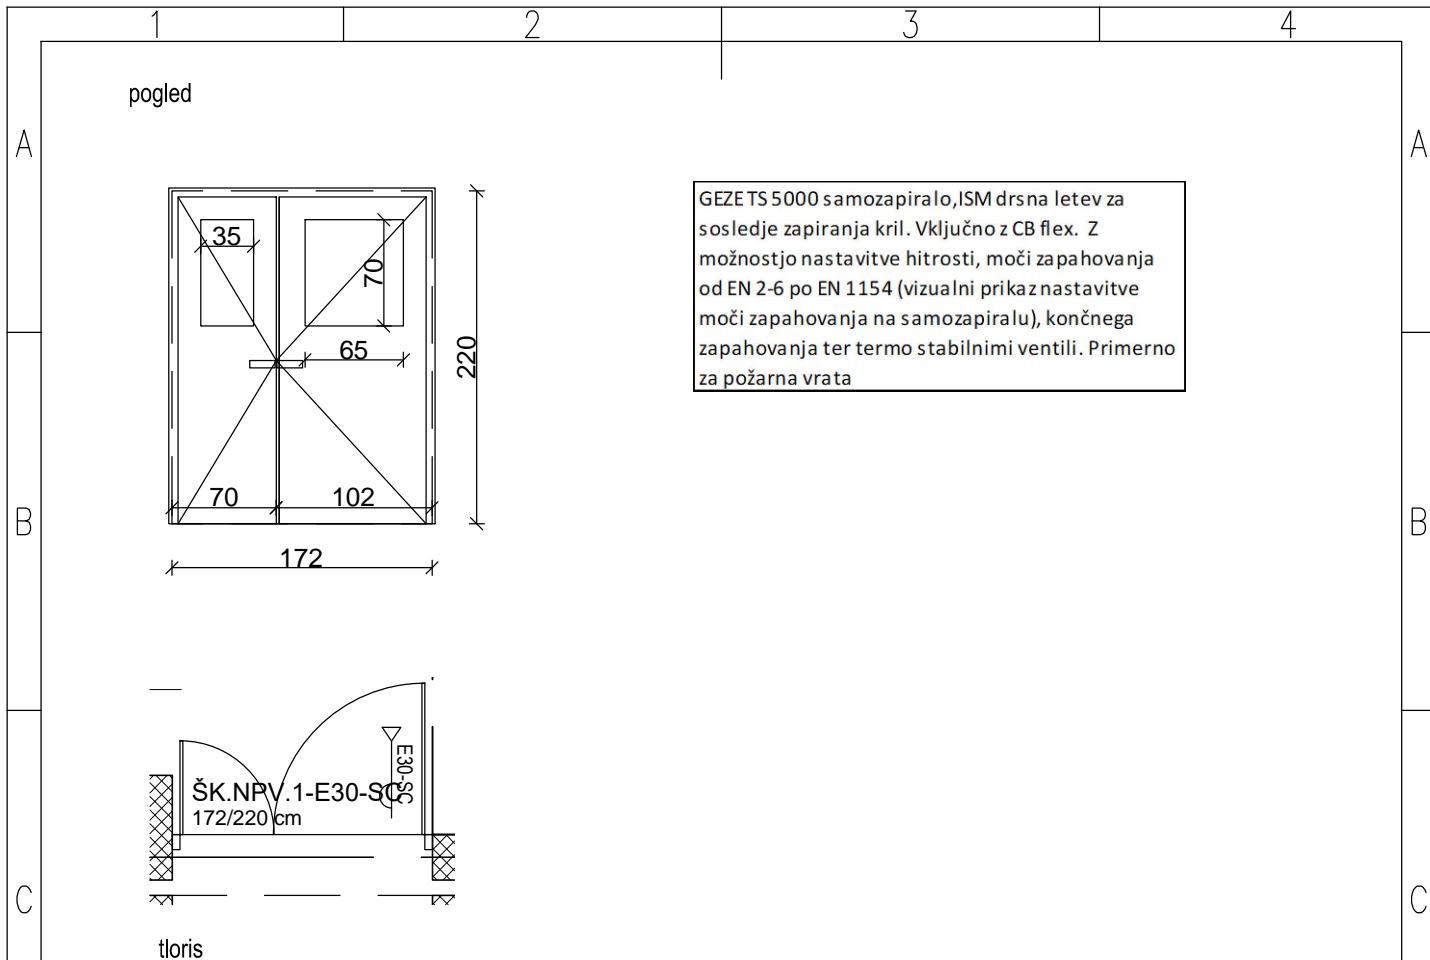 1 2 3 4
pogled
A A
GEZE TS 5000 samozapiralo,ISM drsna letev za
sosledje zapiranja kril. Vključno z CB flex. Z
možnostjo nastavitve hitrosti, moči zapahovanja
od EN 2-6 po EN 1154 (vizualni prikaz nastavitve
moči zapahovanja na samozapiralu), končnega
zapahovanja ter termo stabilnimi ventili. Primerno
za požarna vrata
35
70
65
220
70 102
172
B B
E30-SC
ŠK.NPV.1-E30-SC
172/220 cm
C C
tloris